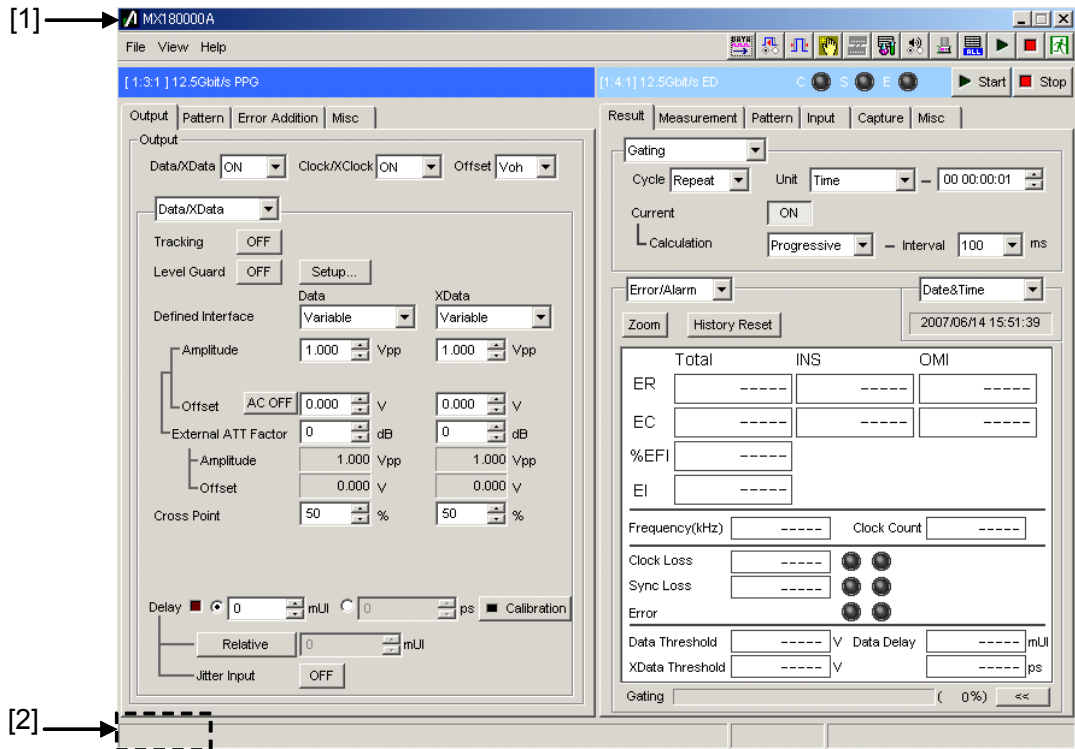 [1]
MX180000A
File View Help
[1:3:1] 12.5Gbit/s PPG
[1:4:1] 12.5Gbit/s ED C S E Start Stop
Output Pattern Error Addition Misc
Output
Data/XData ON Clock/XClock ON Offset Voh
Data/XData
Tracking OFF
Level Guard OFF Setup...
Data XData
Defined Interface Variable Variable
Amplitude 1.000 Vpp 1.000 Vpp
Offset AC OFF 0.000 V 0.000 V
External ATT Factor 0 dB 0 dB
Amplitude 1.000 Vpp 1.000 Vpp
Offset 0.000 V 0.000 V
Cross Point 50 % 50 %
Delay 0 mUI 0 ps Calibration
Relative 0 mUI
Jitter Input OFF
Result Measurement Pattern Input Capture Misc
Gating
Cycle Repeat Unit Time – 00 00:00:01
Current ON
Calculation Progressive – Interval 100 ms
Error/Alarm Date&Time
Zoom History Reset 2007/06/14 15:51:39
Total INS OMI
ER ----- ----- -----
EC ----- ----- -----
%EFI -----
EI -----
Frequency(kHz) ----- Clock Count -----
Clock Loss -----
Sync Loss -----
Error
Data Threshold ----- V Data Delay ----- mUI
XData Threshold ----- V ----- ps
Gating ( 0%) <<
[2]